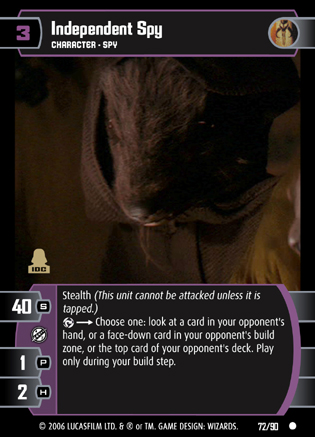 3
Independent Spy
CHARACTER • SPY
IDC
40 S
Stealth (This unit cannot be attacked unless it is
tapped.)
→ Choose one: look at a card in your opponent's
hand, or a face-down card in your opponent's build
zone, or the top card of your opponent's deck. Play
only during your build step.
1 P
2 H
© 2006 LUCASFILM LTD. & ® or TM. GAME DESIGN: WIZARDS. 72/90